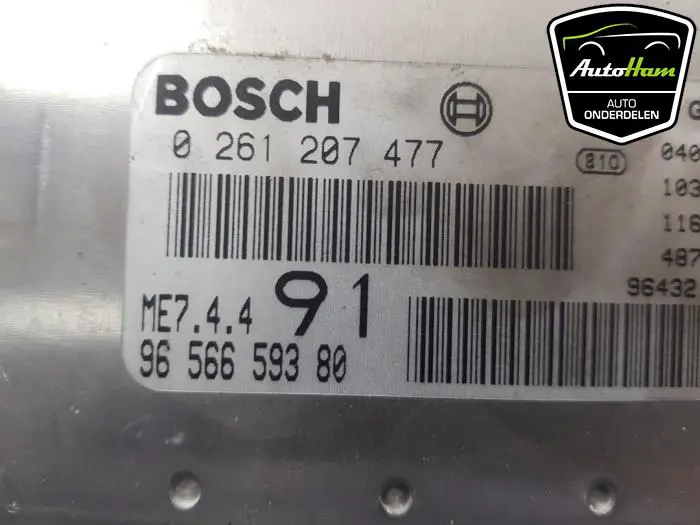 BOSCH
0 261 207 477
810
040
103
116
487
96432
ME7.4.4 91
96 566 593 80
AutoHam
AUTO
ONDERDELEN